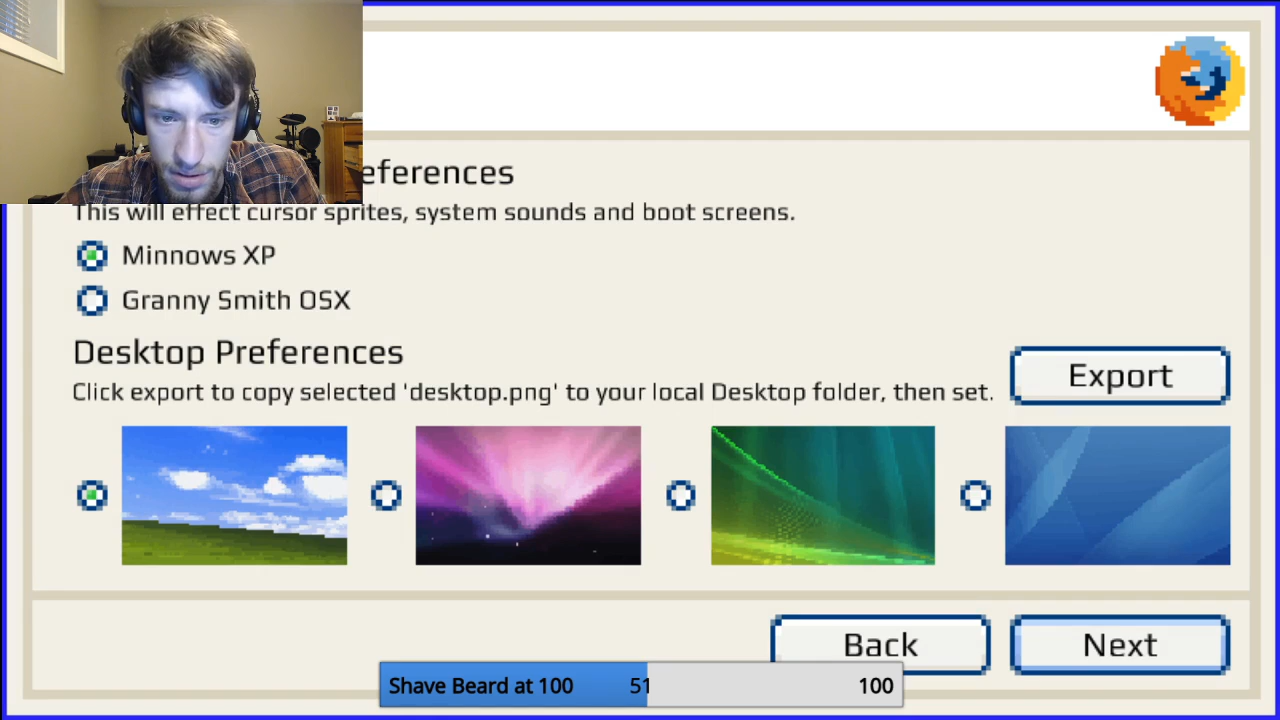 eferences
This will effect cursor sprites, system sounds and boot screens.
Minnows XP
Granny Smith OSX
Desktop Preferences
Click export to copy selected 'desktop.png' to your local Desktop folder, then set.
Export
Back
Next
Shave Beard at 100 51 100